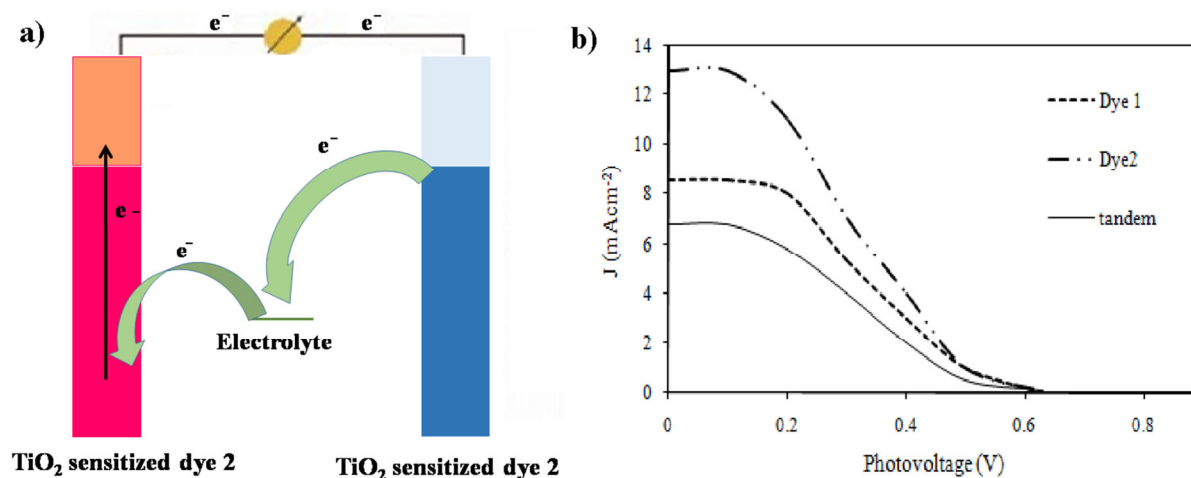 a)
e⁻
e⁻
e⁻
e -
e⁻
Electrolyte
TiO₂ sensitized dye 2
TiO₂ sensitized dye 2
b)
14
12
10
8
6
4
2
0
J (mAcm⁻²)
Dye 1
Dye2
tandem
0
0.2
0.4
0.6
0.8
Photovoltage (V)